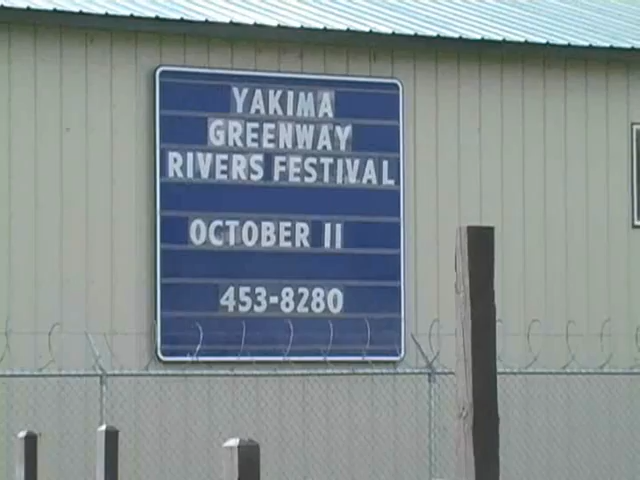 YAKIMA
GREENWAY
RIVERS FESTIVAL
OCTOBER 11
453-8280